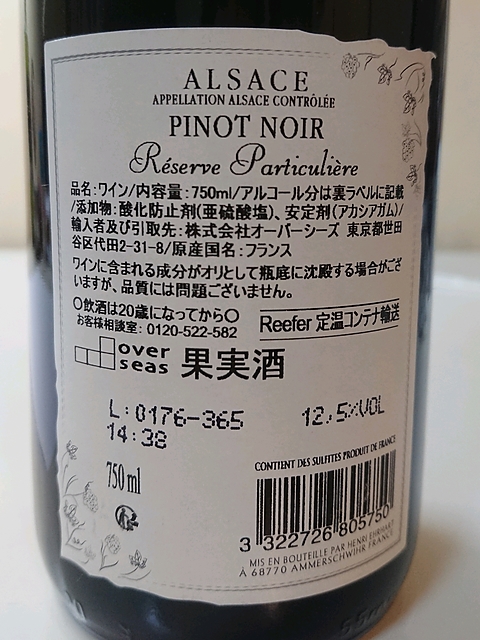 ALSACE
APPELLATION ALSACE CONTRÔLÉE
PINOT NOIR
Réserve Particulière
品名:ワイン/内容量:750ml/アルコール分は裏ラベルに記載
/添加物:酸化防止剤(亜硫酸塩)、安定剤(アカシアガム)/
輸入者及び引取先:株式会社オーバーシーズ 東京都世田
谷区代田2-31-8/原産国名:フランス
ワインに含まれる成分がオリとして瓶底に沈殿する場合がござ
いますが、品質には問題ございません。
〇飲酒は20歳になってから〇
お客様相談室: 0120-522-582
Reefer 定温コンテナ輸送
over
seas
果実酒
L:0176-365
14:38
12,5%VOL
750 ml
CONTIENT DES SULFITES PRODUIT DE FRANCE
3 322726 805750
MIS EN BOUTEILLE PAR HENRI EHRHART
À 68770 AMMERSCHWIHR FRANCE